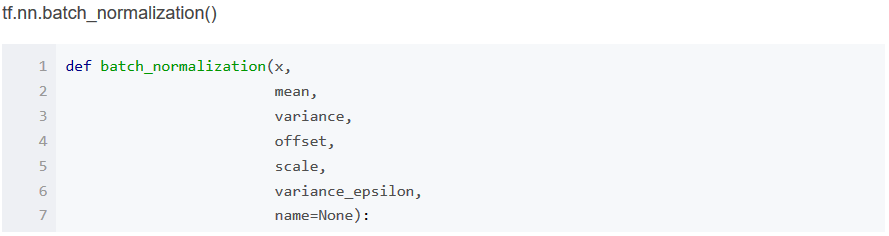 tf.nn.batch_normalization()
1 def batch_normalization(x,
2 mean,
3 variance,
4 offset,
5 scale,
6 variance_epsilon,
7 name=None):